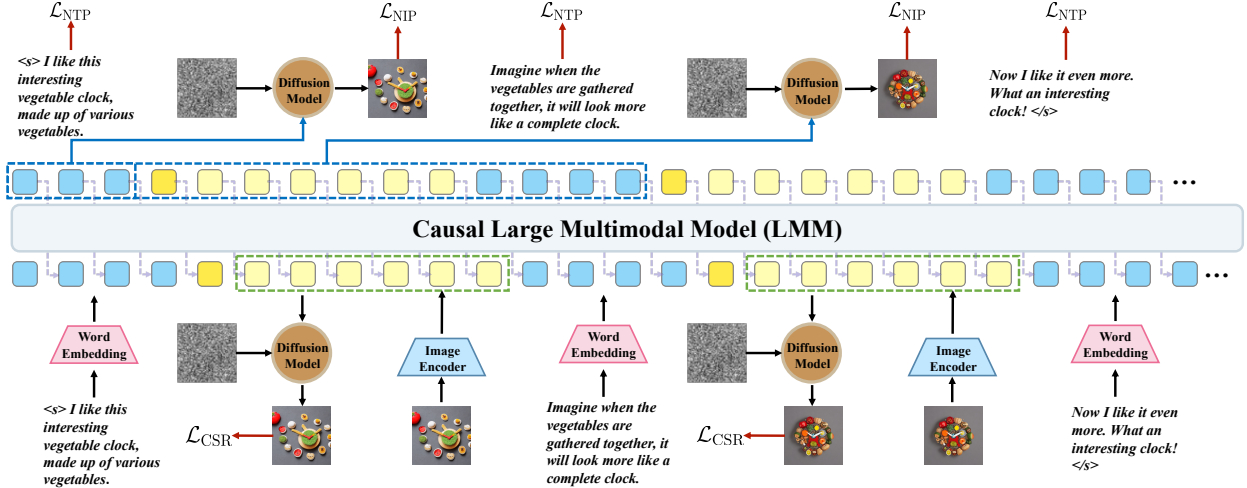 𝓛NTP
𝓛NIP
𝓛NTP
𝓛NIP
𝓛NTP
<s> I like this
interesting
vegetable clock,
made up of various
vegetables.
Diffusion
Model
Imagine when the
vegetables are gathered
together, it will look more
like a complete clock.
Diffusion
Model
Now I like it even more.
What an interesting
clock! </s>
...
Causal Large Multimodal Model (LMM)
...
Word
Embedding
Diffusion
Model
Image
Encoder
Word
Embedding
Diffusion
Model
Image
Encoder
Word
Embedding
<s> I like this
interesting
vegetable clock,
made up of various
vegetables.
𝓛CSR
Imagine when the
vegetables are
gathered together, it
will look more like a
complete clock.
𝓛CSR
Now I like it even
more. What an
interesting clock!
</s>